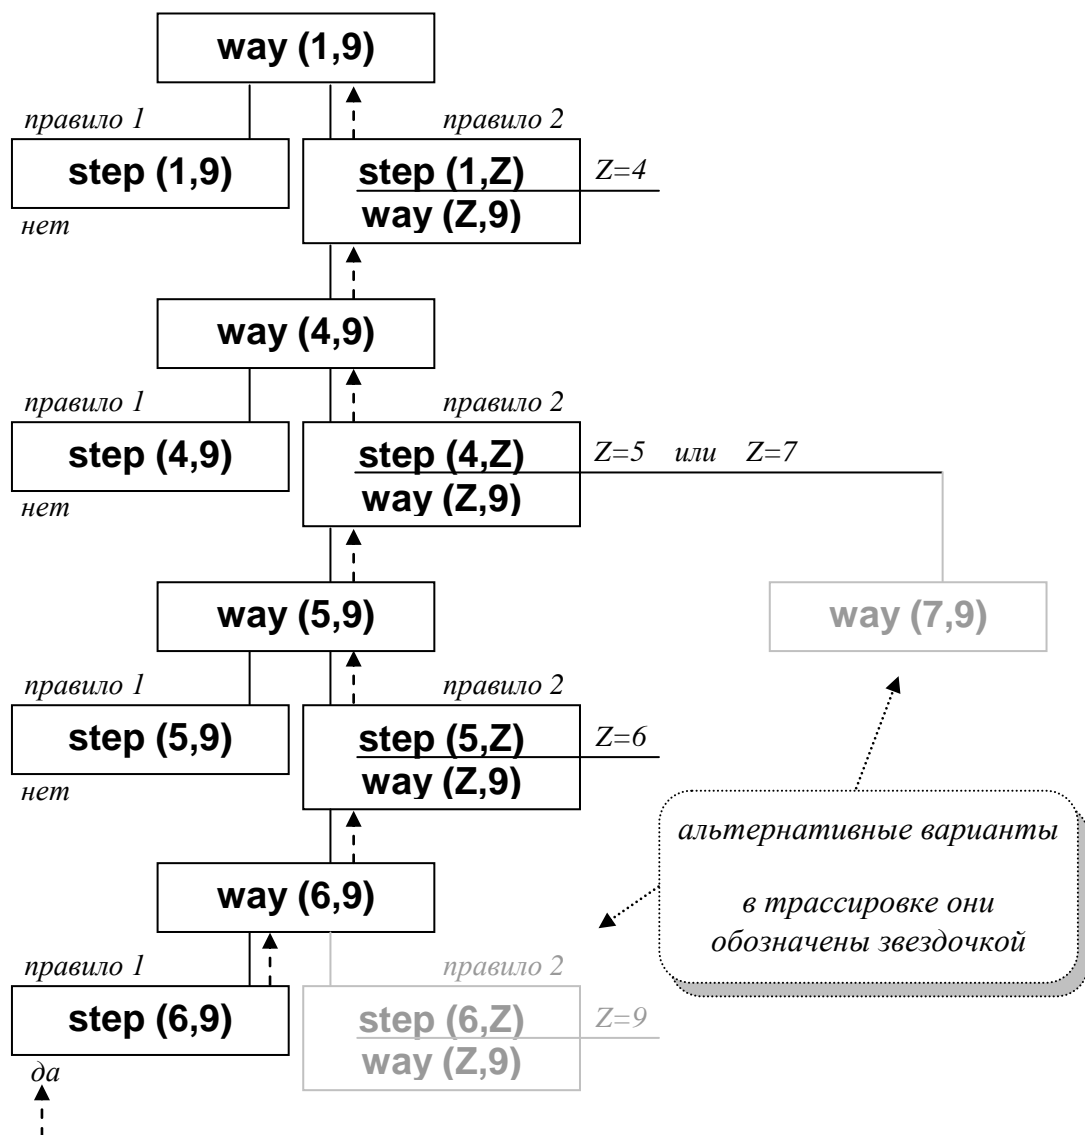 way (1,9)
правило 1
правило 2
step (1,9)
step (1,Z)
Z=4
way (Z,9)
нет
way (4,9)
правило 1
правило 2
step (4,9)
step (4,Z)
Z=5 или Z=7
way (Z,9)
нет
way (5,9)
way (7,9)
правило 1
правило 2
step (5,9)
step (5,Z)
Z=6
way (Z,9)
нет
альтернативные варианты
в трассировке они
обозначены звездочкой
way (6,9)
правило 1
правило 2
step (6,9)
step (6,Z)
Z=9
way (Z,9)
да